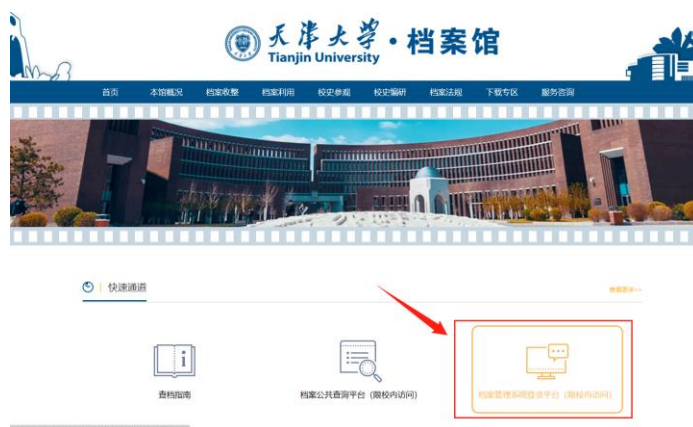 天津大学·档案馆
Tianjin University
首页 本馆概况 档案收整 档案利用 校史参观 校史编研 档案法规 下载专区 服务咨询
快速通道
查看更多>>
查档指南
档案公共查询平台（限校内访问）
档案管理系统登录平台（限校内访问）